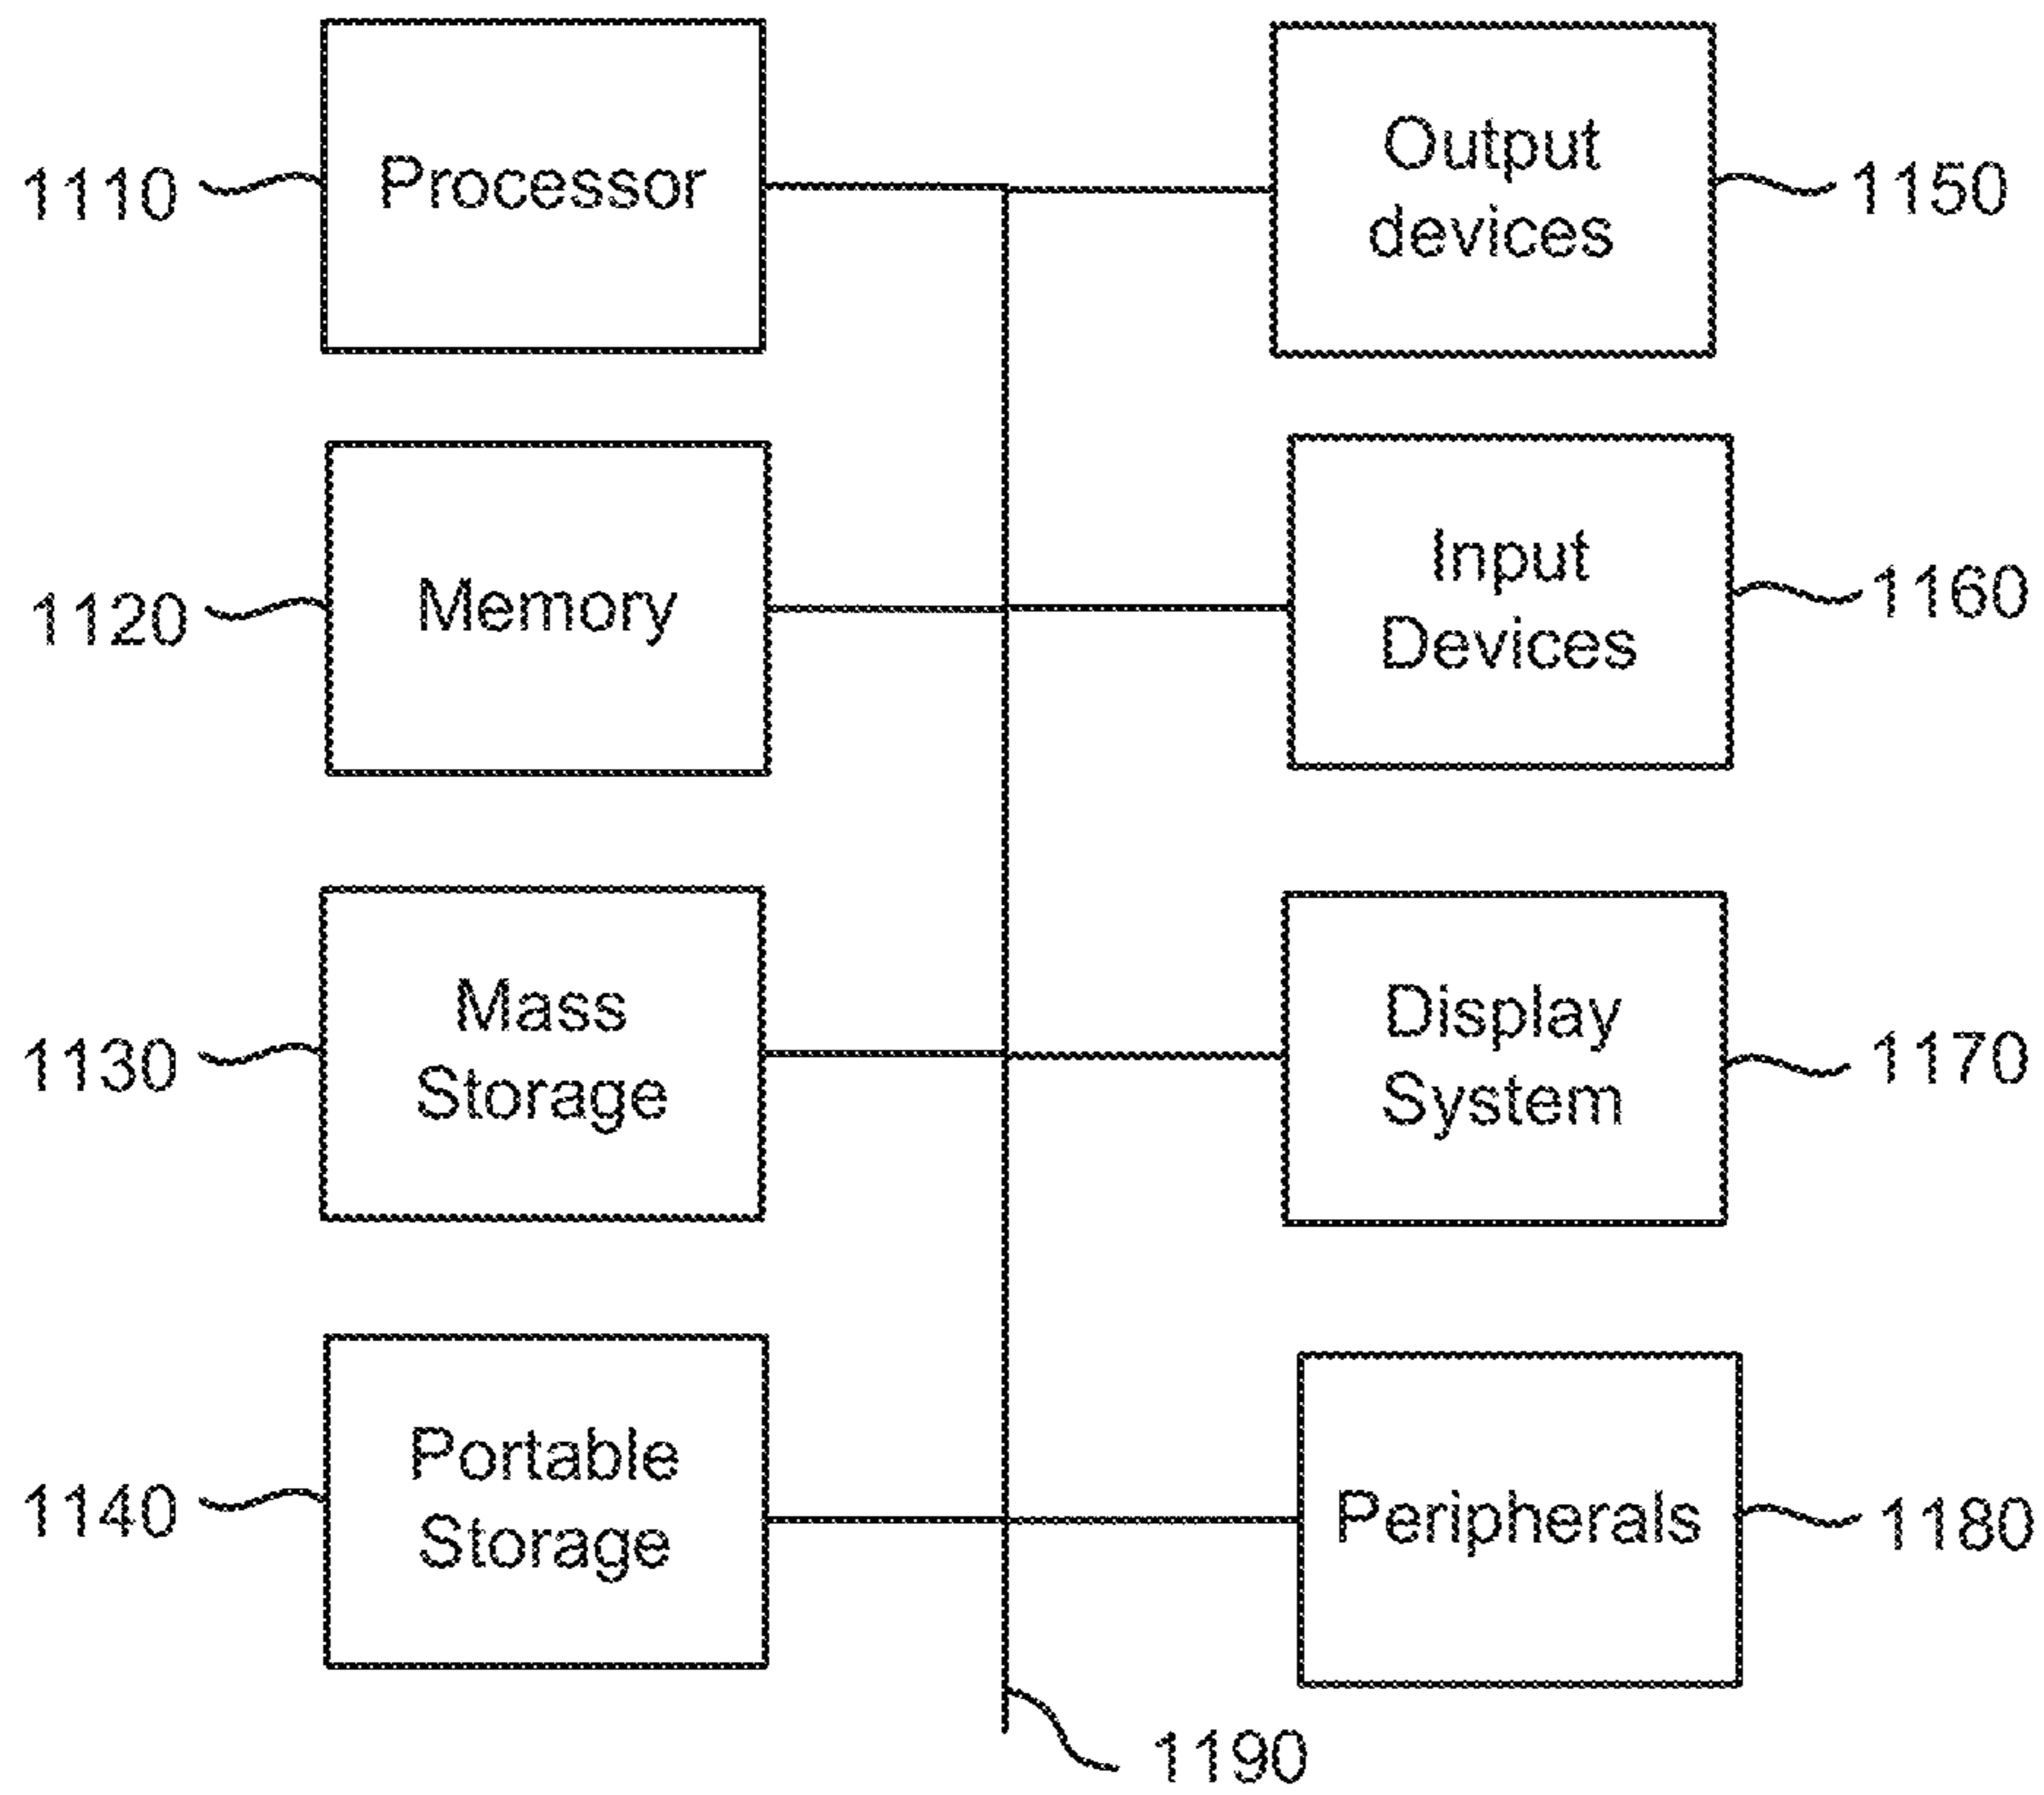 1110
Processor
Output
devices
1150
1120
Memory
Input
Devices
1160
1130
Mass
Storage
Display
System
1170
1140
Portable
Storage
Peripherals
1180
1190